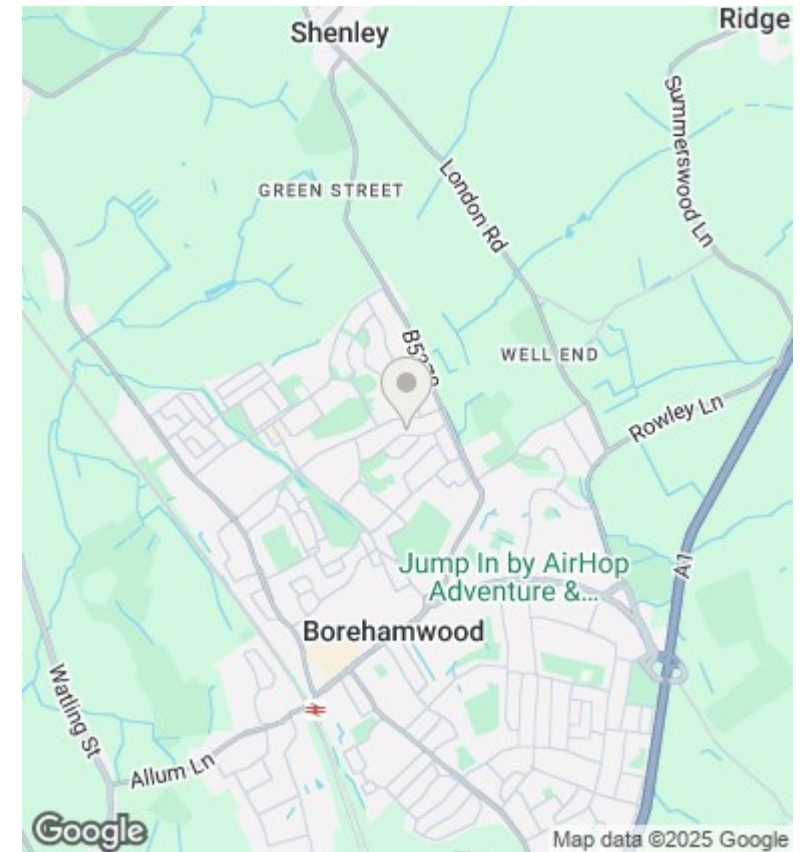 Shenley
Ridge
Summerswood Ln
GREEN STREET
London Rd
B5378
WELL END
Rowley Ln
Jump In by AirHop
Adventure &...
A1
Borehamwood
Watling St
Allum Ln
Google
Map data ©2025 Google